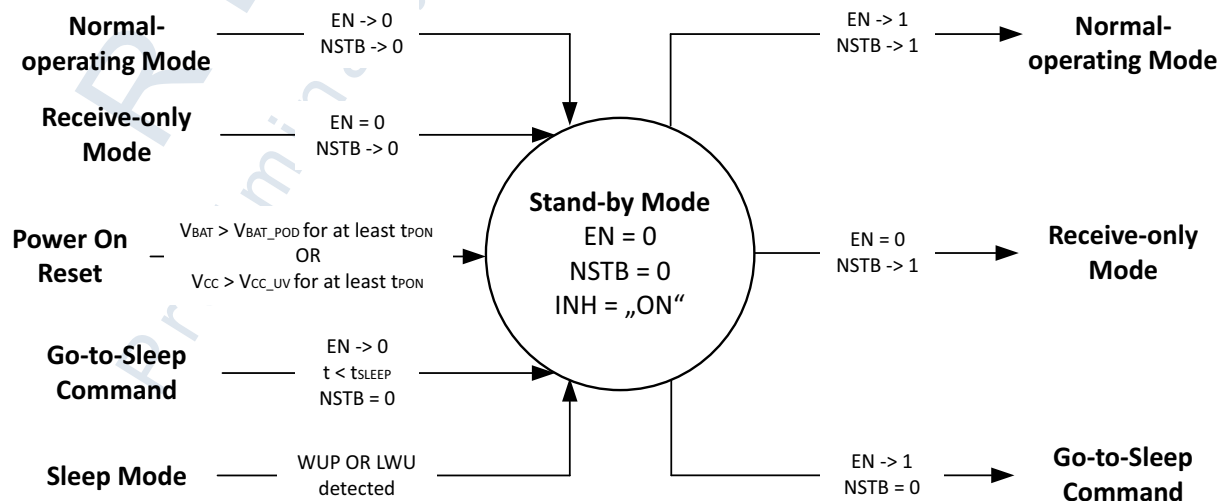 Normal-
operating Mode
EN -> 0
NSTB -> 0
EN -> 1
NSTB -> 1
Normal-
operating Mode
Receive-only
Mode
EN = 0
NSTB -> 0
Power On
Reset
VBAT > VBAT_POD for at least tPON
OR
VCC > VCC_UV for at least tPON
Stand-by Mode
EN = 0
NSTB = 0
INH = „ON“
EN = 0
NSTB -> 1
Receive-only
Mode
Go-to-Sleep
Command
EN -> 0
t < tSLEEP
NSTB = 0
Sleep Mode
WUP OR LWU
detected
EN -> 1
NSTB = 0
Go-to-Sleep
Command